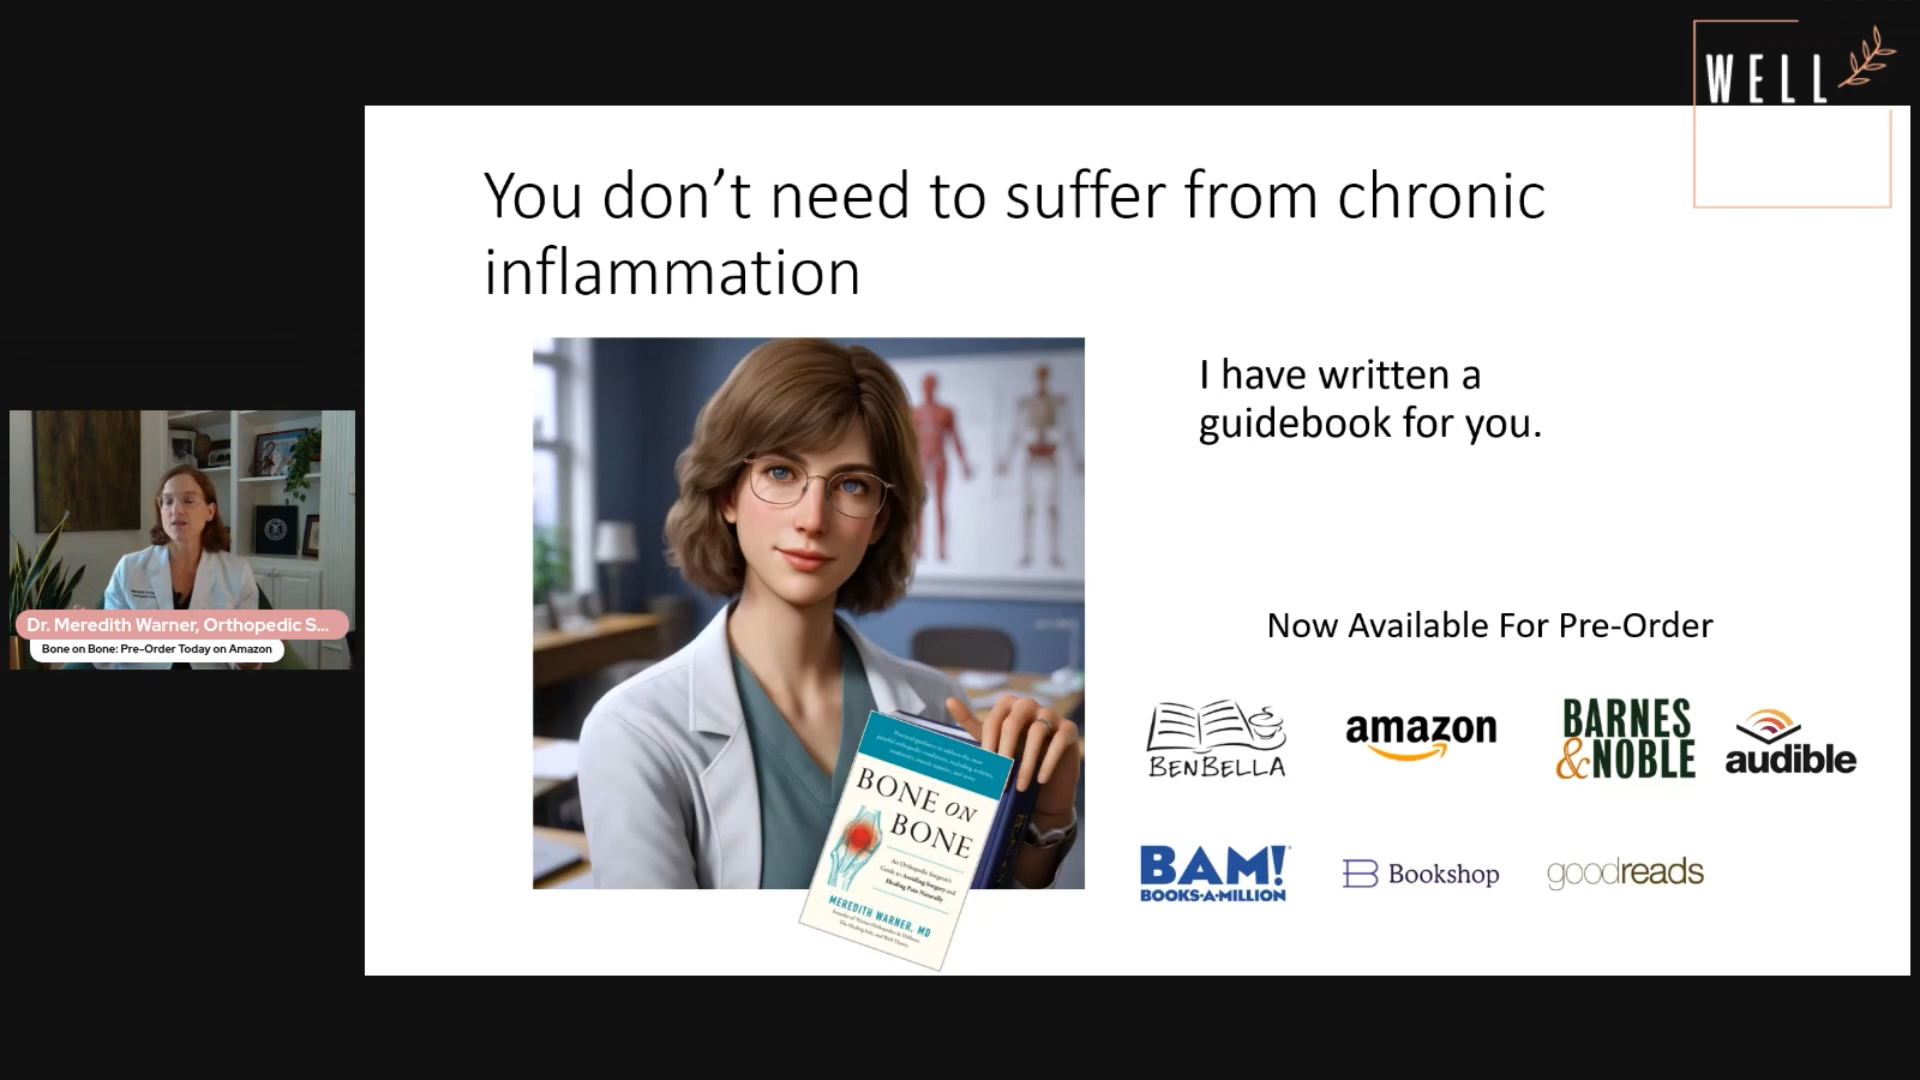 WELL
You don’t need to suffer from chronic
inflammation
I have written a
guidebook for you.
Now Available For Pre-Order
BENBELLA
amazon
BARNES
&NOBLE
audible
BAM!
BOOKS·A·MILLION
Bookshop
goodreads
BONE ON
BONE
An Orthopedic Surgeon's
Guide to Avoiding Surgery and
Healing Pain Naturally
MEREDITH WARNER, MD
Dr. Meredith Warner, Orthopedic S...
Bone on Bone: Pre-Order Today on Amazon